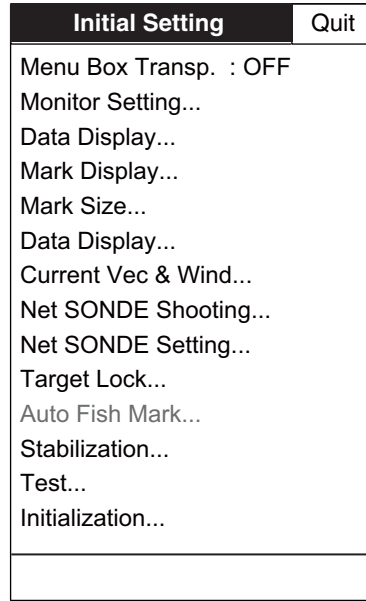 Initial Setting Quit
Menu Box Transp. : OFF
Monitor Setting...
Data Display...
Mark Display...
Mark Size...
Data Display...
Current Vec & Wind...
Net SONDE Shooting...
Net SONDE Setting...
Target Lock...
Auto Fish Mark...
Stabilization...
Test...
Initialization...